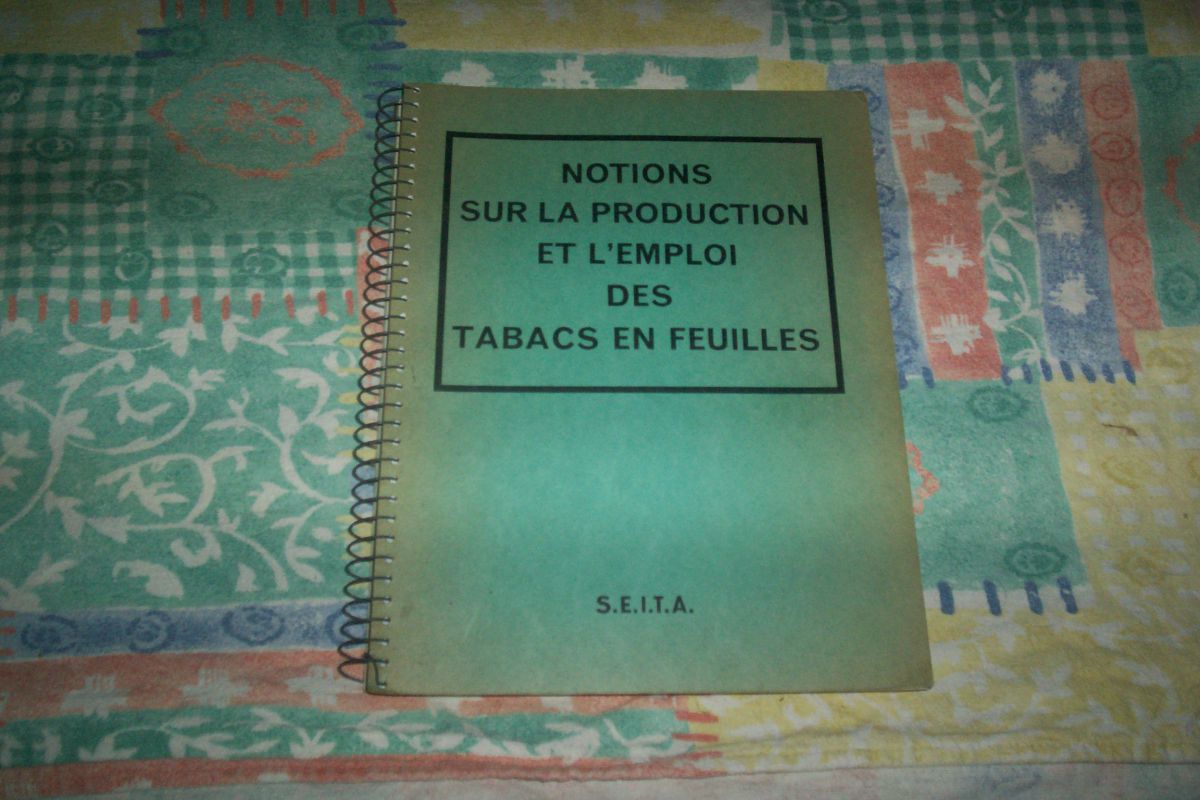 NOTIONS
SUR LA PRODUCTION
ET L'EMPLOI
DES
TABACS EN FEUILLES
S.E.I.T.A.